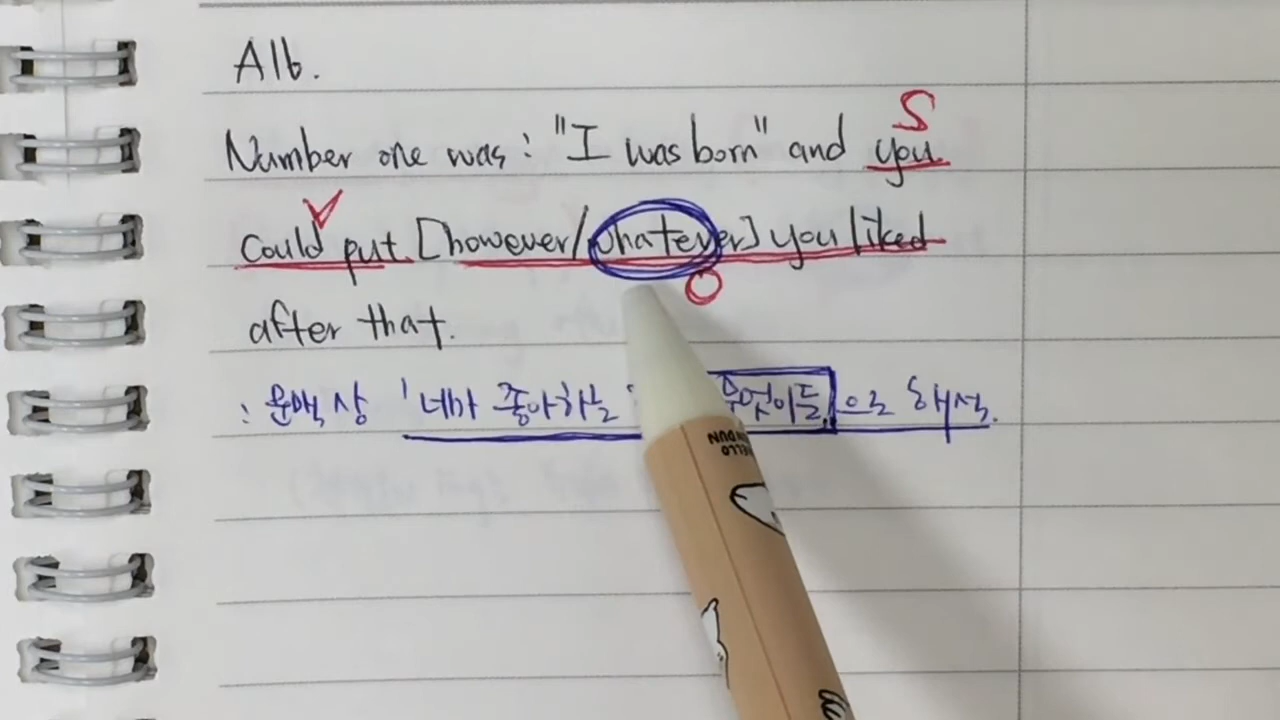 A16.
S
Number one was: "I was born" and you
V
could put [however/whatever] you liked
O
after that.
: 문맥 상 '네가 좋아하는 무엇이든'으로 해석.